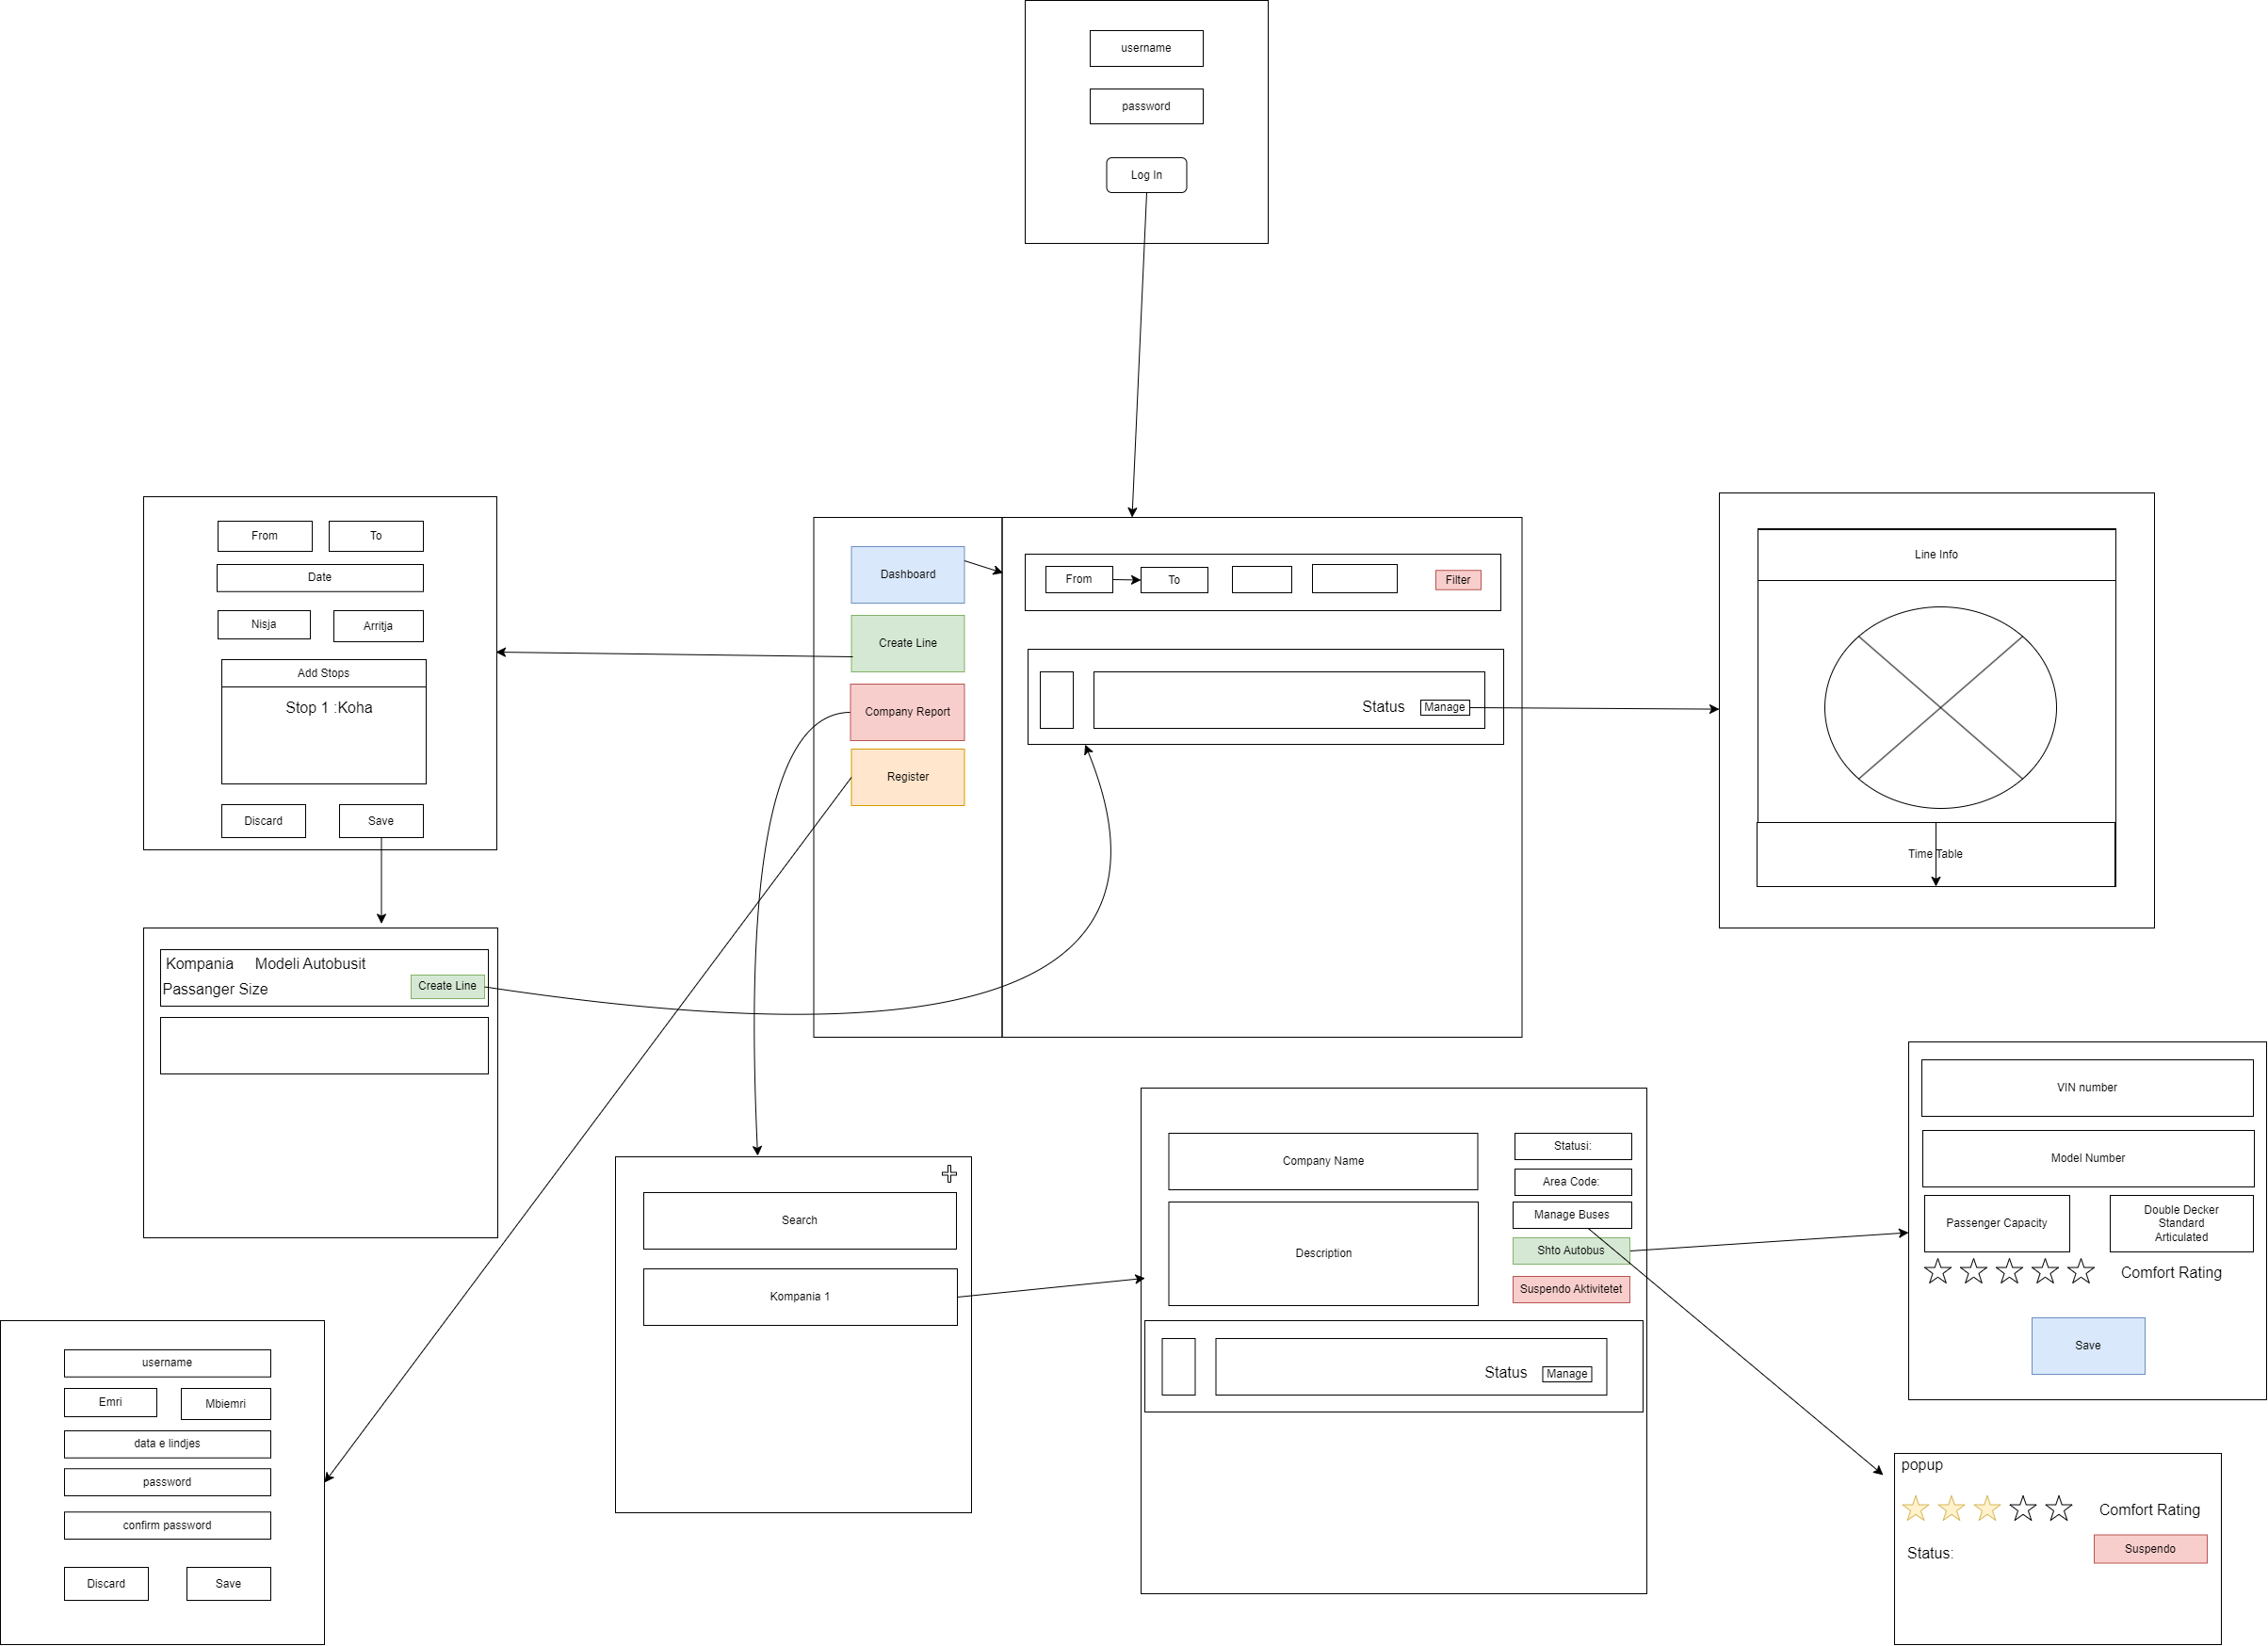 username
password
Log In
From
To
Date
Nisja
Arritja
Add Stops
Stop 1 :Koha
Discard
Save
Dashboard
Create Line
Company Report
Register
From
To
Filter
Status
Manage
Line Info
Time Table
Kompania
Modeli Autobusit
Passanger Size
Create Line
Search
Kompania 1
Company Name
Description
Statusi:
Area Code:
Manage Buses
Shto Autobus
Suspendo Aktivitetet
Status
Manage
VIN number
Model Number
Passenger Capacity
Double Decker
Standard
Articulated
Comfort Rating
Save
username
Emri
Mbiemri
data e lindjes
password
confirm password
Discard
Save
popup
Comfort Rating
Status:
Suspendo